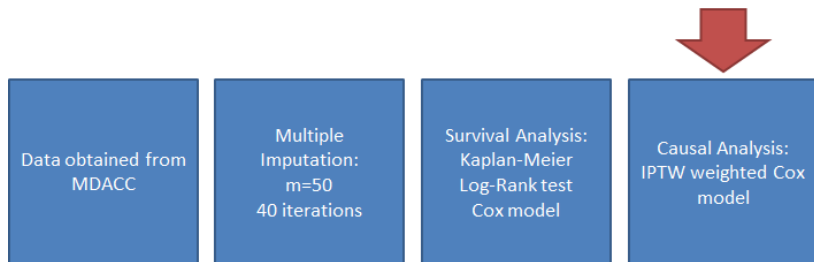 Data obtained from
MDACC
Multiple
Imputation:
m=50
40 iterations
Survival Analysis:
Kaplan-Meier
Log-Rank test
Cox model
Causal Analysis:
IPTW weighted Cox
model